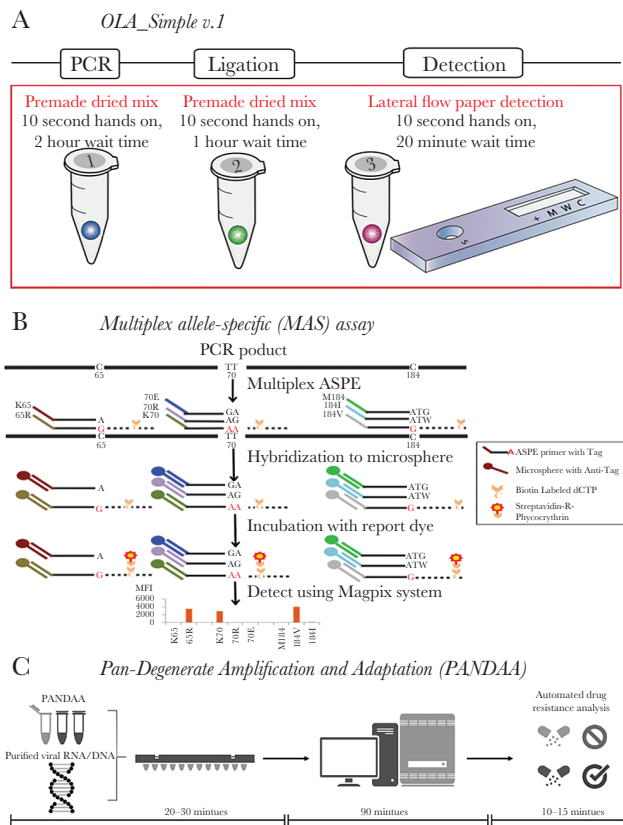 A OLA_Simple v.1
PCR Ligation Detection
Premade dried mix Premade dried mix Lateral flow paper detection
10 second hands on, 10 second hands on, 10 second hands on,
2 hour wait time 1 hour wait time 20 minute wait time
1 2 3
S + M W C
B Multiplex allele-specific (MAS) assay
PCR poduct
C TT C
65 70 184
Multiplex ASPE
K65 70E M184
65R 70R 184I
K70 184V
A GA ATG
AG ATW
G C AA C G C
C TT C
65 70 184
Hybridization to microsphere
A GA ATG
AG ATW
G C AA C G C
Incubation with report dye
A GA ATG
AG ATW
G C AA C G C
Detect using Magpix system
A ASPE primer with Tag
Microsphere with Anti-Tag
C Biotin Labeled dCTP
Streptavidin-R-
Phycocrythrin
MFI
6000
4000
2000
0
K65 65R K70 70R 70E M184 184V 184I
C Pan-Degenerate Amplification and Adaptation (PANDAA)
PANDAA
Purified viral RNA/DNA
Automated drug
resistance analysis
20–30 mintues 90 mintues 10–15 mintues